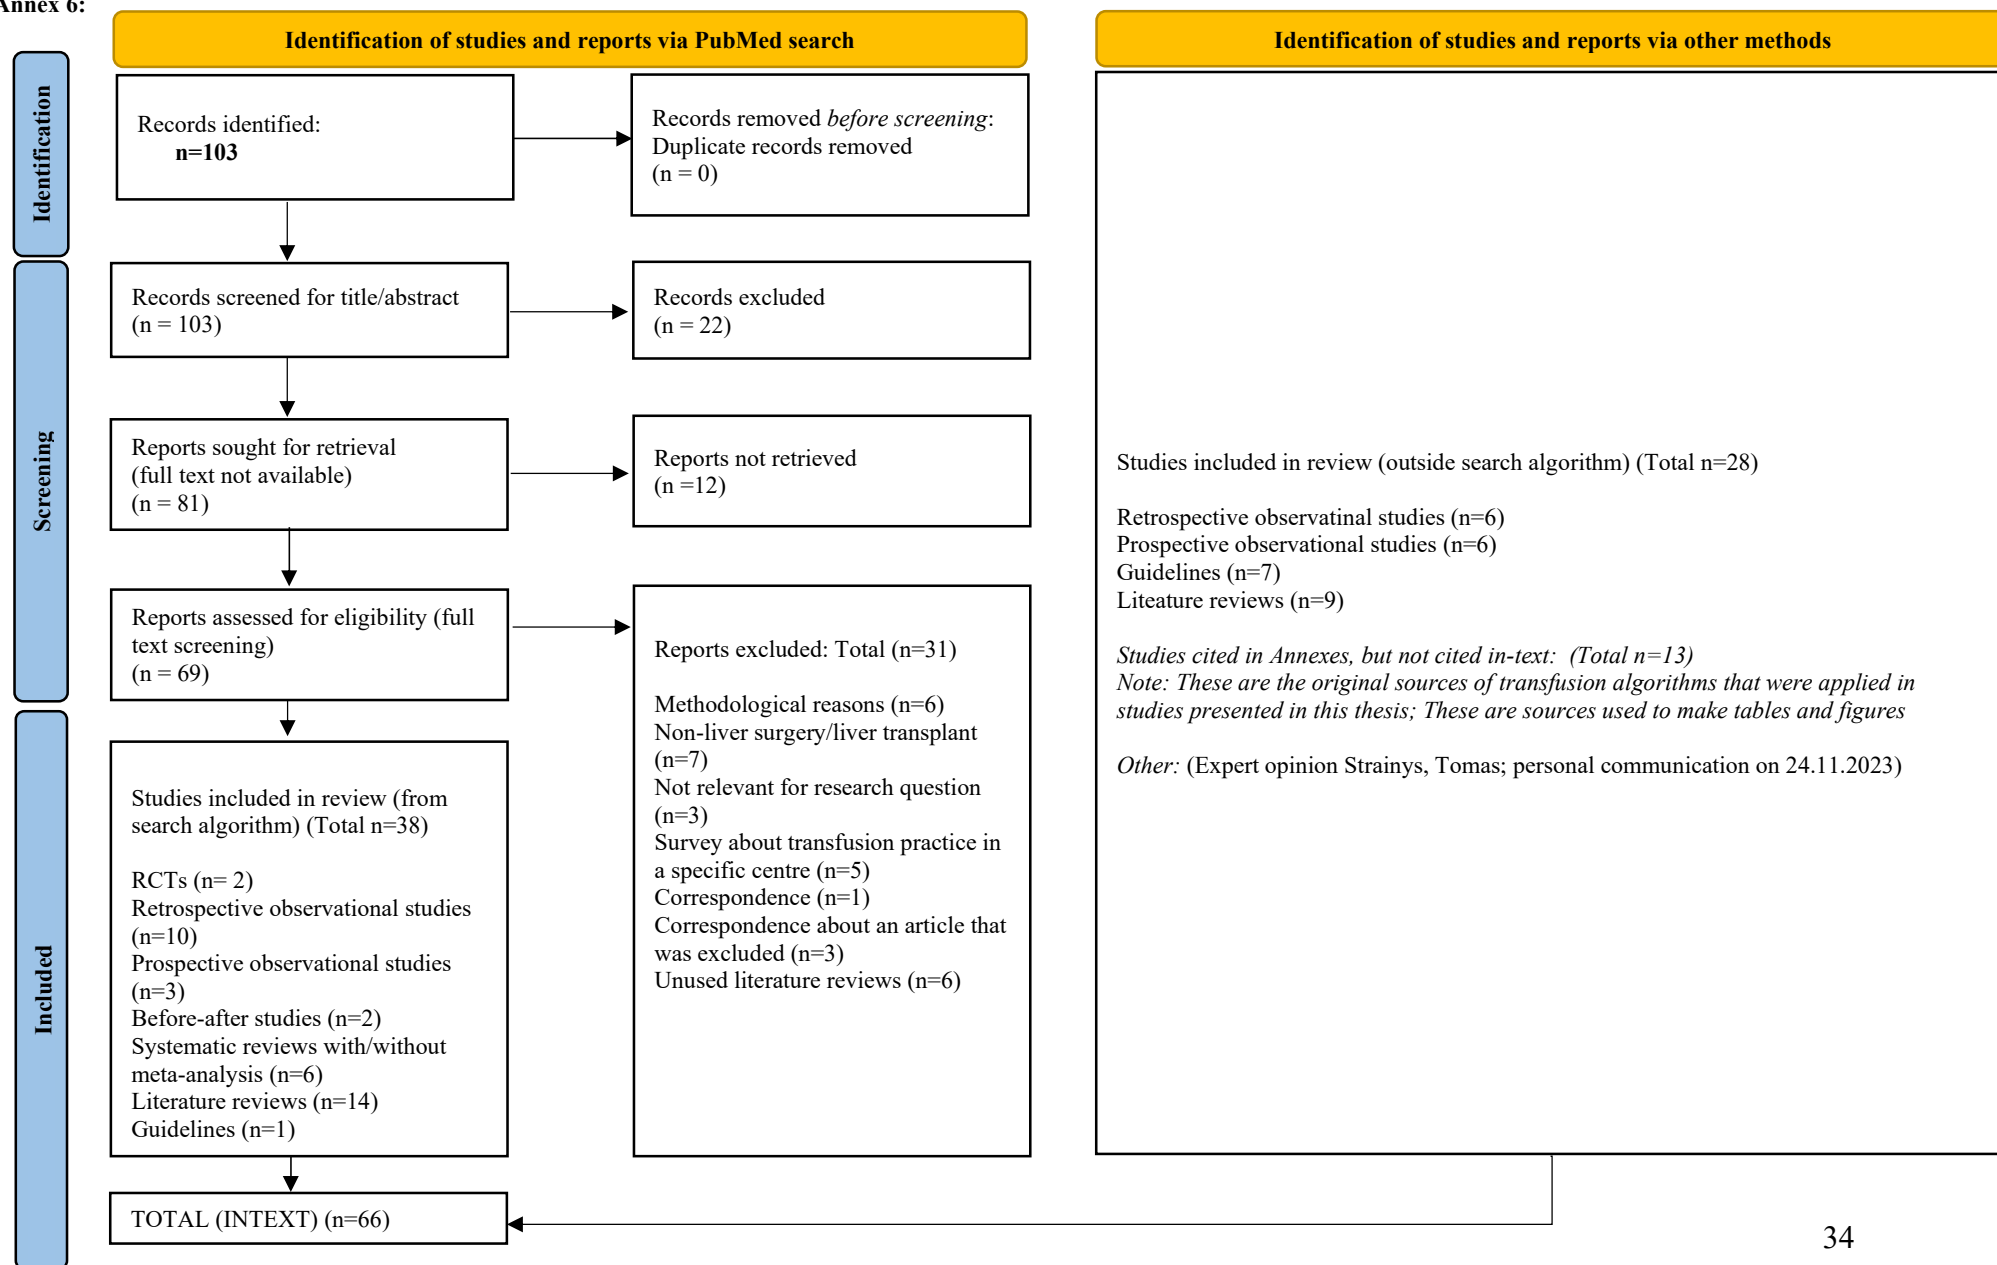 Annex 6:
Identification of studies and reports via PubMed search
Identification
Records identified:
n=103
Records removed before screening:
Duplicate records removed
(n = 0)
Screening
Records screened for title/abstract
(n = 103)
Records excluded
(n = 22)
Reports sought for retrieval
(full text not available)
(n = 81)
Reports not retrieved
(n =12)
Reports assessed for eligibility (full
text screening)
(n = 69)
Reports excluded: Total (n=31)
Methodological reasons (n=6)
Non-liver surgery/liver transplant
(n=7)
Not relevant for research question
(n=3)
Survey about transfusion practice in
a specific centre (n=5)
Correspondence (n=1)
Correspondence about an article that
was excluded (n=3)
Unused literature reviews (n=6)
Included
Studies included in review (from
search algorithm) (Total n=38)
RCTs (n= 2)
Retrospective observational studies
(n=10)
Prospective observational studies
(n=3)
Before-after studies (n=2)
Systematic reviews with/without
meta-analysis (n=6)
Literature reviews (n=14)
Guidelines (n=1)
TOTAL (INTEXT) (n=66)
Identification of studies and reports via other methods
Studies included in review (outside search algorithm) (Total n=28)
Retrospective observatinal studies (n=6)
Prospective observational studies (n=6)
Guidelines (n=7)
Liteature reviews (n=9)
Studies cited in Annexes, but not cited in-text:  (Total n=13)
Note: These are the original sources of transfusion algorithms that were applied in
studies presented in this thesis; These are sources used to make tables and figures
Other: (Expert opinion Strainys, Tomas; personal communication on 24.11.2023)
34